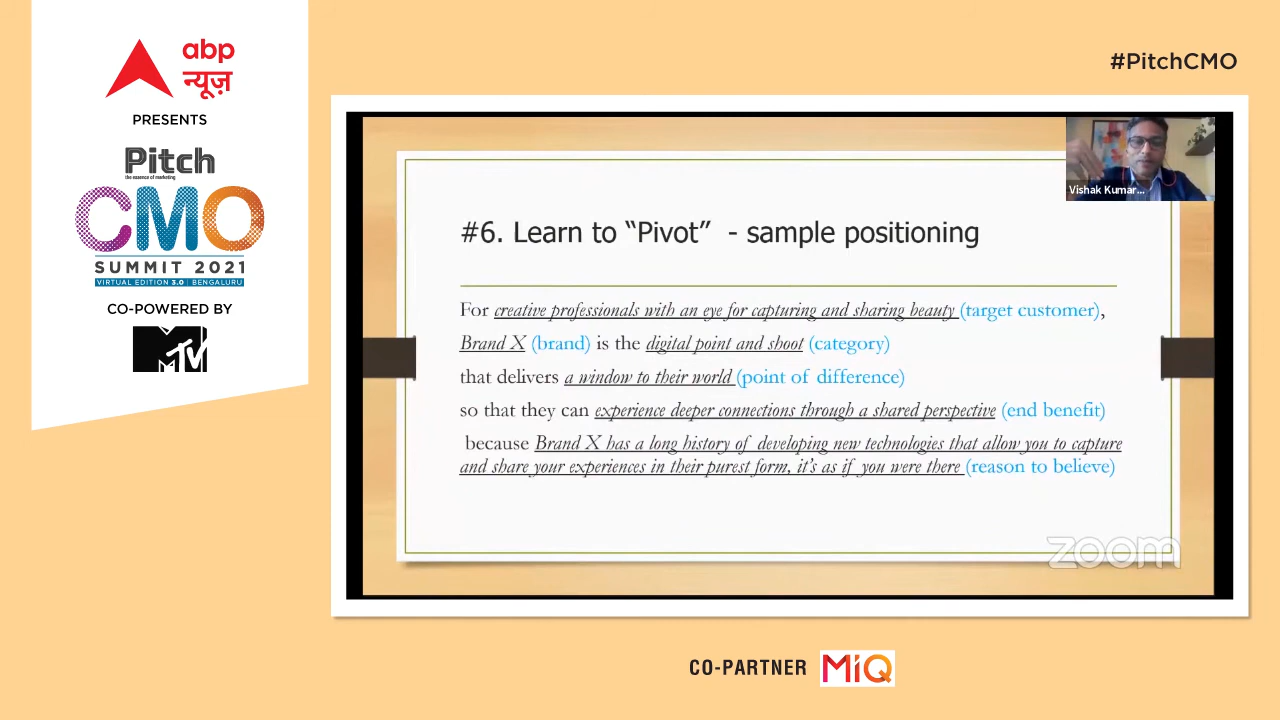 abp
न्यूज़
PRESENTS
Pitch
the essence of marketing
CMO
SUMMIT 2021
VIRTUAL EDITION 3.0 | BENGALURU
CO-POWERED BY
MTV
#PitchCMO
Vishak Kumar...
#6. Learn to “Pivot” - sample positioning
For creative professionals with an eye for capturing and sharing beauty (target customer),
Brand X (brand) is the digital point and shoot (category)
that delivers a window to their world (point of difference)
so that they can experience deeper connections through a shared perspective (end benefit)
because Brand X has a long history of developing new technologies that allow you to capture
and share your experiences in their purest form, it’s as if you were there (reason to believe)
zoom
CO-PARTNER MiQ